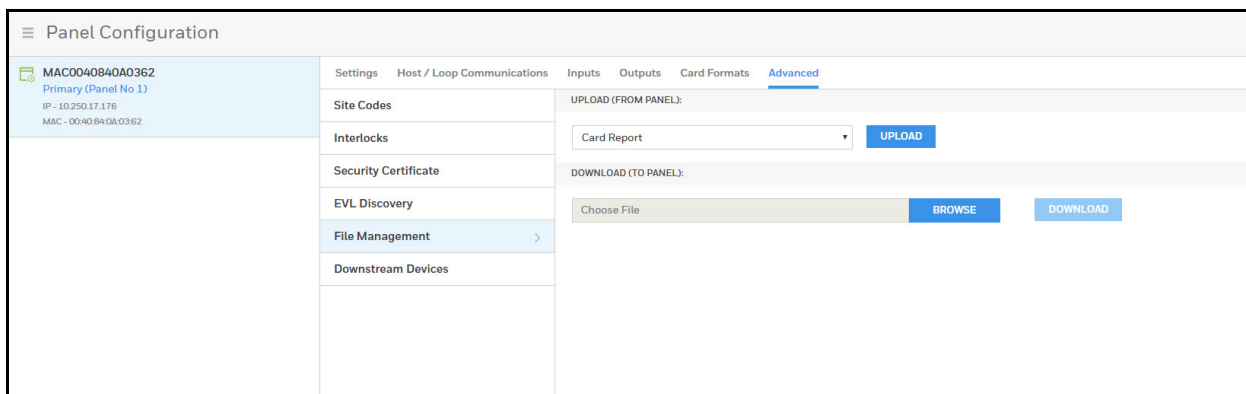 Panel Configuration
MAC0040840A0362
Primary (Panel No 1)
IP - 10.250.17.176
MAC - 00:40:84:0A:03:62
Settings Host / Loop Communications Inputs Outputs Card Formats Advanced
Site Codes
Interlocks
Security Certificate
EVL Discovery
File Management
Downstream Devices
UPLOAD (FROM PANEL):
Card Report UPLOAD
DOWNLOAD (TO PANEL):
Choose File BROWSE DOWNLOAD